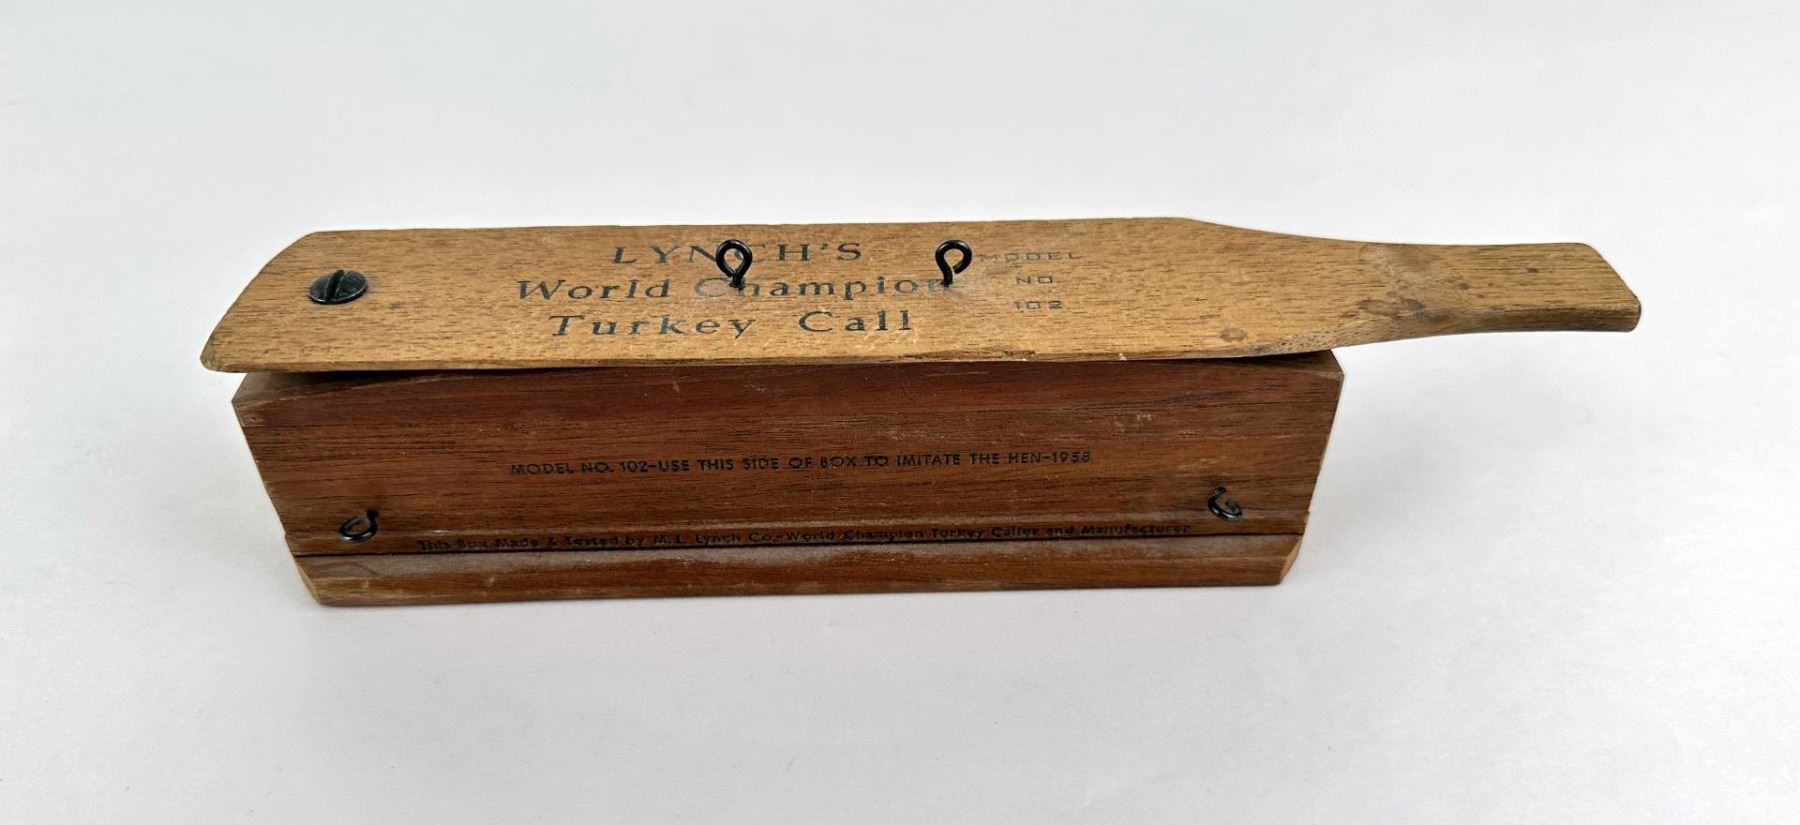 LYNCH'S
World Champion
Turkey Call
MODEL
NO
102
MODEL NO. 102-USE THIS SIDE OF BOX TO IMITATE THE HEN-1958
This Box Made & Tested by M. L. Lynch Co.-World Champion Turkey Caller and Manufacturer